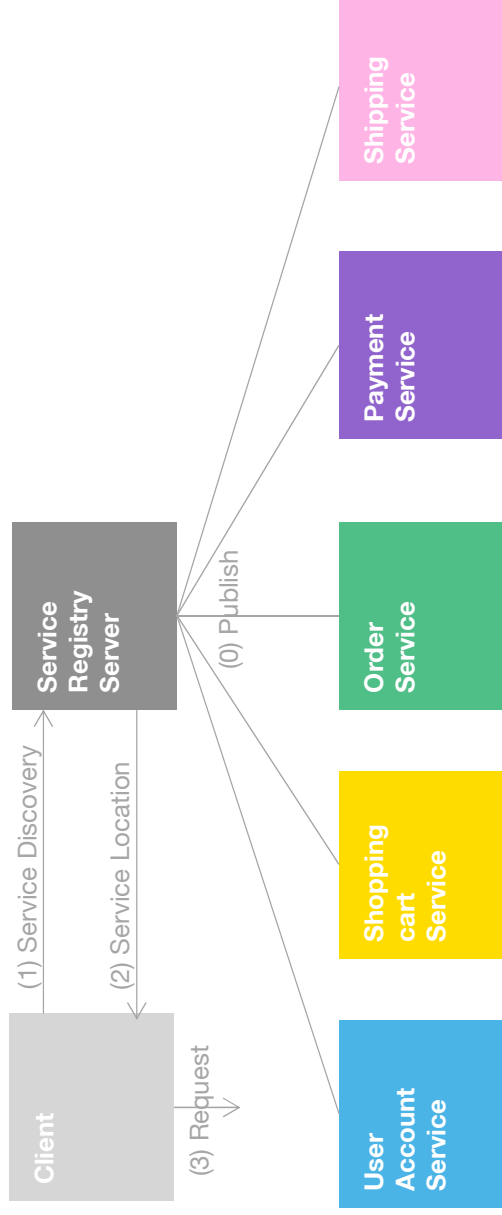 Client
(1) Service Discovery
(2) Service Location
Service
Registry
Server
(3) Request
(0) Publish
User
Account
Service
Shopping
cart
Service
Order
Service
Payment
Service
Shipping
Service